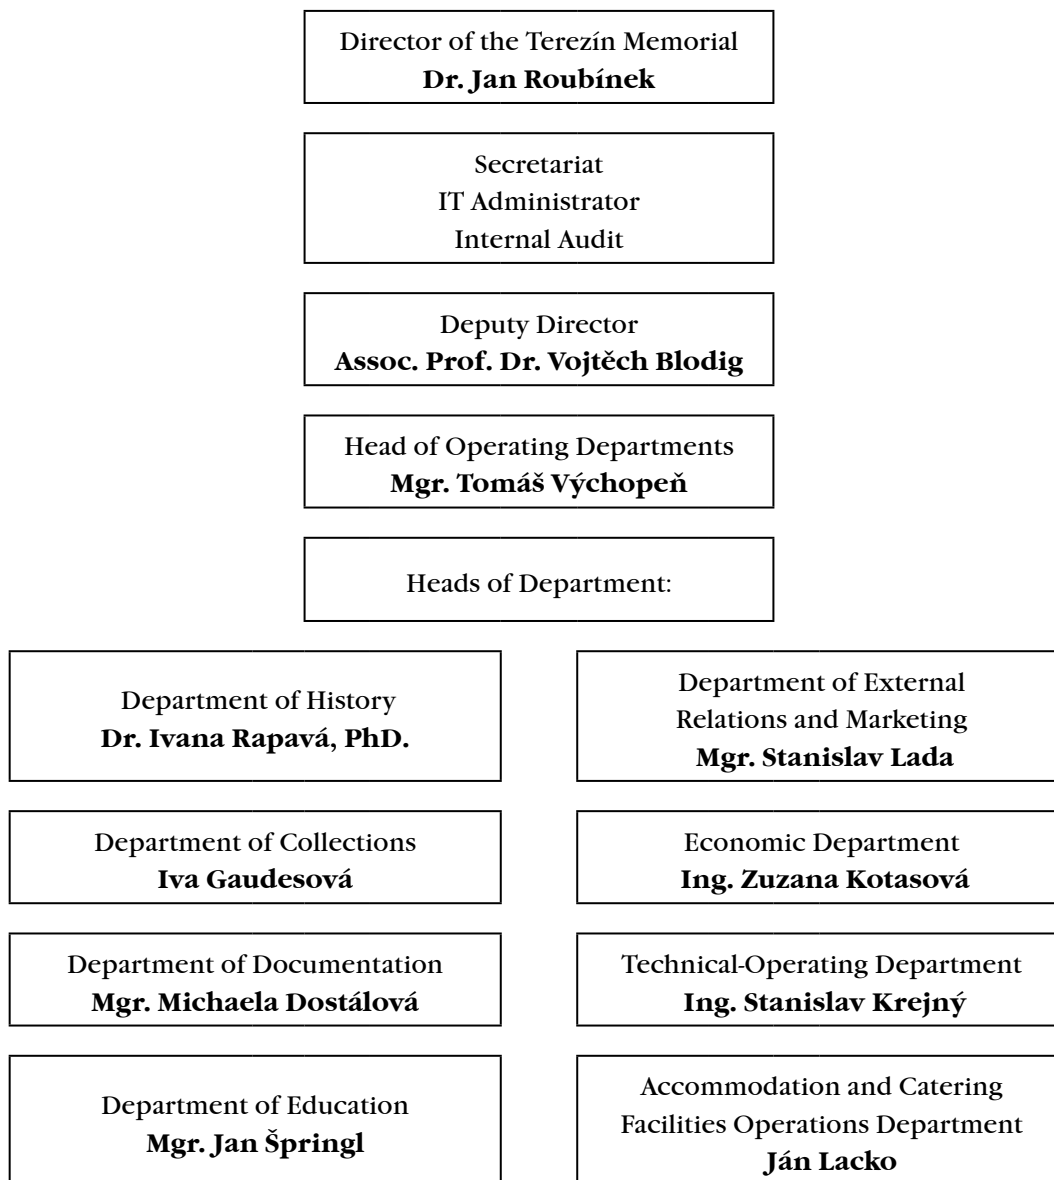 Director of the Terezín Memorial
Dr. Jan Roubínek
Secretariat
IT Administrator
Internal Audit
Deputy Director
Assoc. Prof. Dr. Vojtěch Blodig
Head of Operating Departments
Mgr. Tomáš Výchopeň
Heads of Department:
Department of History
Dr. Ivana Rapavá, PhD.
Department of External
Relations and Marketing
Mgr. Stanislav Lada
Department of Collections
Iva Gaudesová
Economic Department
Ing. Zuzana Kotasová
Department of Documentation
Mgr. Michaela Dostálová
Technical-Operating Department
Ing. Stanislav Krejný
Department of Education
Mgr. Jan Špringl
Accommodation and Catering
Facilities Operations Department
Ján Lacko